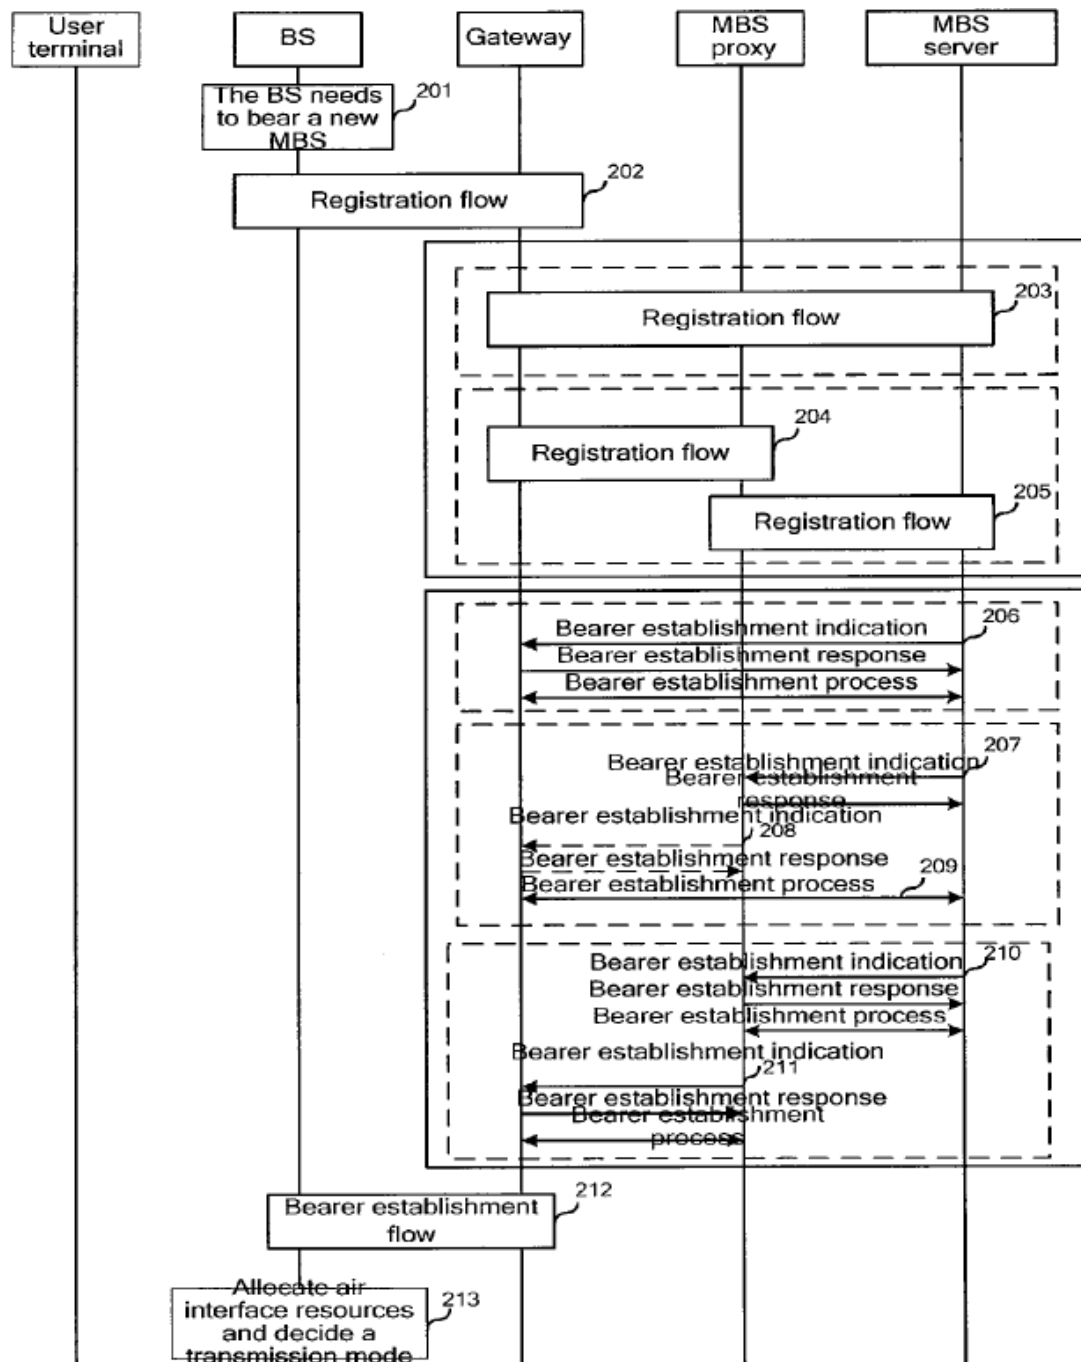 User
terminal
BS
Gateway
MBS
proxy
MBS
server
The BS needs
to bear a new
MBS
201
Registration flow
202
Registration flow
203
Registration flow
204
Registration flow
205
Bearer establishment indication
206
Bearer establishment response
Bearer establishment process
Bearer establishment indication
207
Bearer establishment
response
Bearer establishment indication
208
Bearer establishment response
Bearer establishment process
209
Bearer establishment indication
210
Bearer establishment response
Bearer establishment process
Bearer establishment indication
211
Bearer establishment response
Bearer establishment
process
Bearer establishment
flow
212
Allocate air
interface resources
and decide a
transmission mode
213